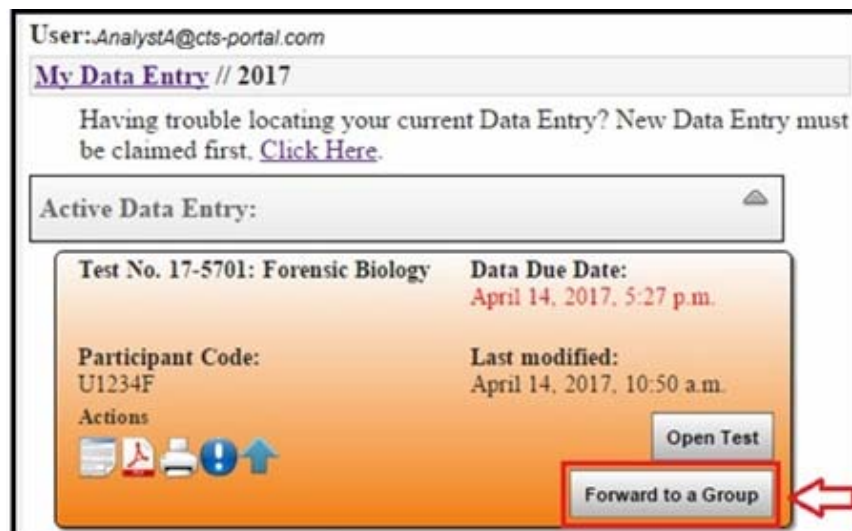 User:.AnalystA@cts-portal.com
My Data Entry // 2017
Having trouble locating your current Data Entry? New Data Entry must
be claimed first, Click Here.
Active Data Entry:
Test No. 17-5701: Forensic Biology
Data Due Date:
April 14, 2017, 5:27 p.m.
Participant Code:
U1234F
Last modified:
April 14, 2017, 10:50 a.m.
Actions
Open Test
Forward to a Group